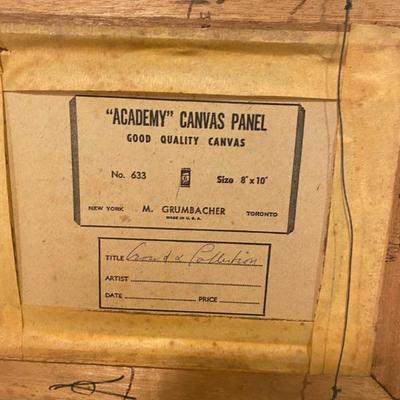 "ACADEMY" CANVAS PANEL
GOOD QUALITY CANVAS
No. 633 Size 8" x 10"
NEW YORK M. GRUMBACHER TORONTO
MADE IN U.S.A.
TITLE Collection
ARTIST
DATE PRICE